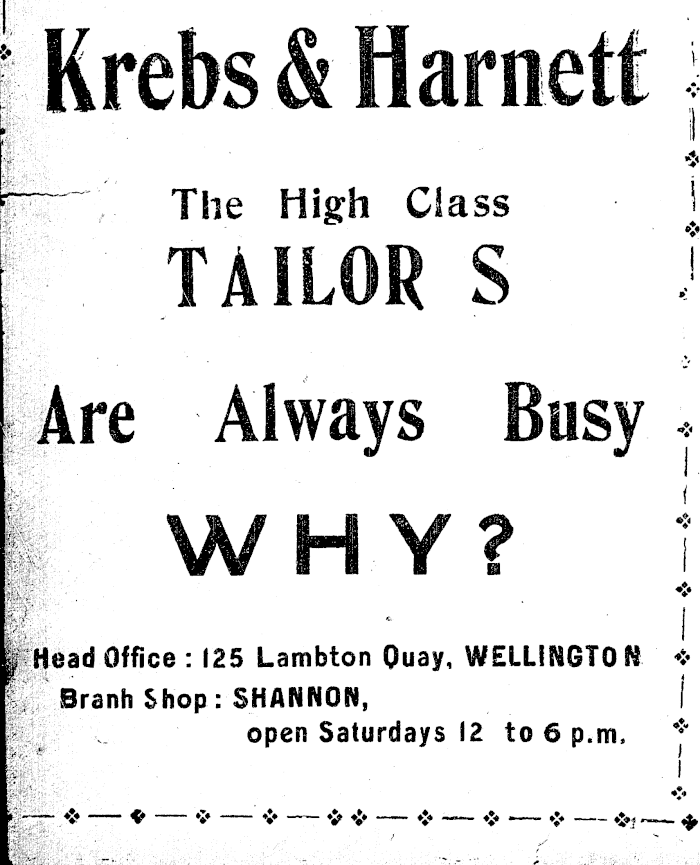 Krebs & Harnett
The High Class
TAILORS
Are Always Busy
WHY?
Head Office : 125 Lambton Quay, WELLINGTON
Branh Shop : SHANNON,
open Saturdays 12 to 6 p.m.